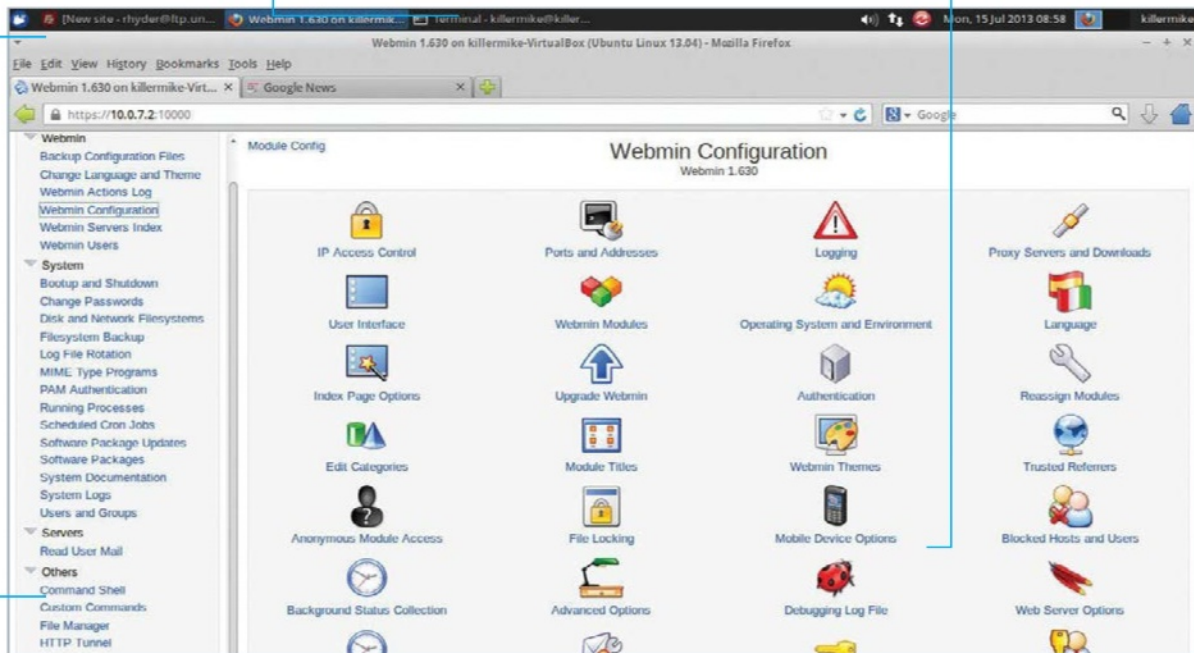 [New site - rhyder@ltp.un...
Webmin 1.630 on killermik...
Terminal - killermike@killer...
Mon, 15 Jul 2013 08:58
killermike
Webmin 1.630 on killermike-VirtualBox (Ubuntu Linux 13.04) - Mozilla Firefox
File Edit View History Bookmarks Tools Help
Webmin 1.630 on killermike-Virt...
Google News
https://10.0.7.2:10000
Google
Webmin
Backup Configuration Files
Change Language and Theme
Webmin Actions Log
Webmin Configuration
Webmin Servers Index
Webmin Users
System
Bootup and Shutdown
Change Passwords
Disk and Network Filesystems
Filesystem Backup
Log File Rotation
MIME Type Programs
PAM Authentication
Running Processes
Scheduled Cron Jobs
Software Package Updates
Software Packages
System Documentation
System Logs
Users and Groups
Servers
Read User Mail
Others
Command Shell
Custom Commands
File Manager
HTTP Tunnel
Module Config
Webmin Configuration
Webmin 1.630
IP Access Control
Ports and Addresses
Logging
Proxy Servers and Downloads
User Interface
Webmin Modules
Operating System and Environment
Language
Index Page Options
Upgrade Webmin
Authentication
Reassign Modules
Edit Categories
Module Titles
Webmin Themes
Trusted Referrers
Anonymous Module Access
File Locking
Mobile Device Options
Blocked Hosts and Users
Background Status Collection
Advanced Options
Debugging Log File
Web Server Options